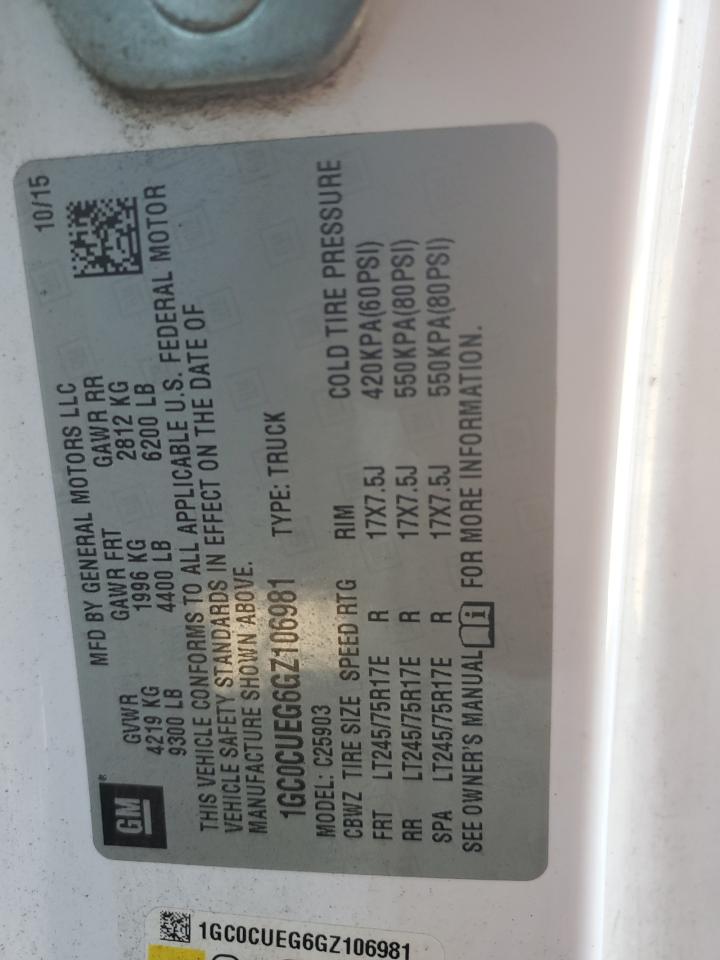 GM®
MFD BY GENERAL MOTORS LLC
10/15
GVWR GAWR FRT GAWR RR
4219 KG 1996 KG 2812 KG
9300 LB 4400 LB 6200 LB
THIS VEHICLE CONFORMS TO ALL APPLICABLE U.S. FEDERAL MOTOR
VEHICLE SAFETY STANDARDS IN EFFECT ON THE DATE OF
MANUFACTURE SHOWN ABOVE.
1GC0CUEG6GZ106981 TYPE: TRUCK
MODEL: C25903
CBWZ TIRE SIZE SPEED RTG RIM COLD TIRE PRESSURE
FRT LT245/75R17E R 17X7.5J 420KPA(60PSI)
RR LT245/75R17E R 17X7.5J 550KPA(80PSI)
SPA LT245/75R17E R 17X7.5J 550KPA(80PSI)
SEE OWNER'S MANUAL i FOR MORE INFORMATION.
1GC0CUEG6GZ106981